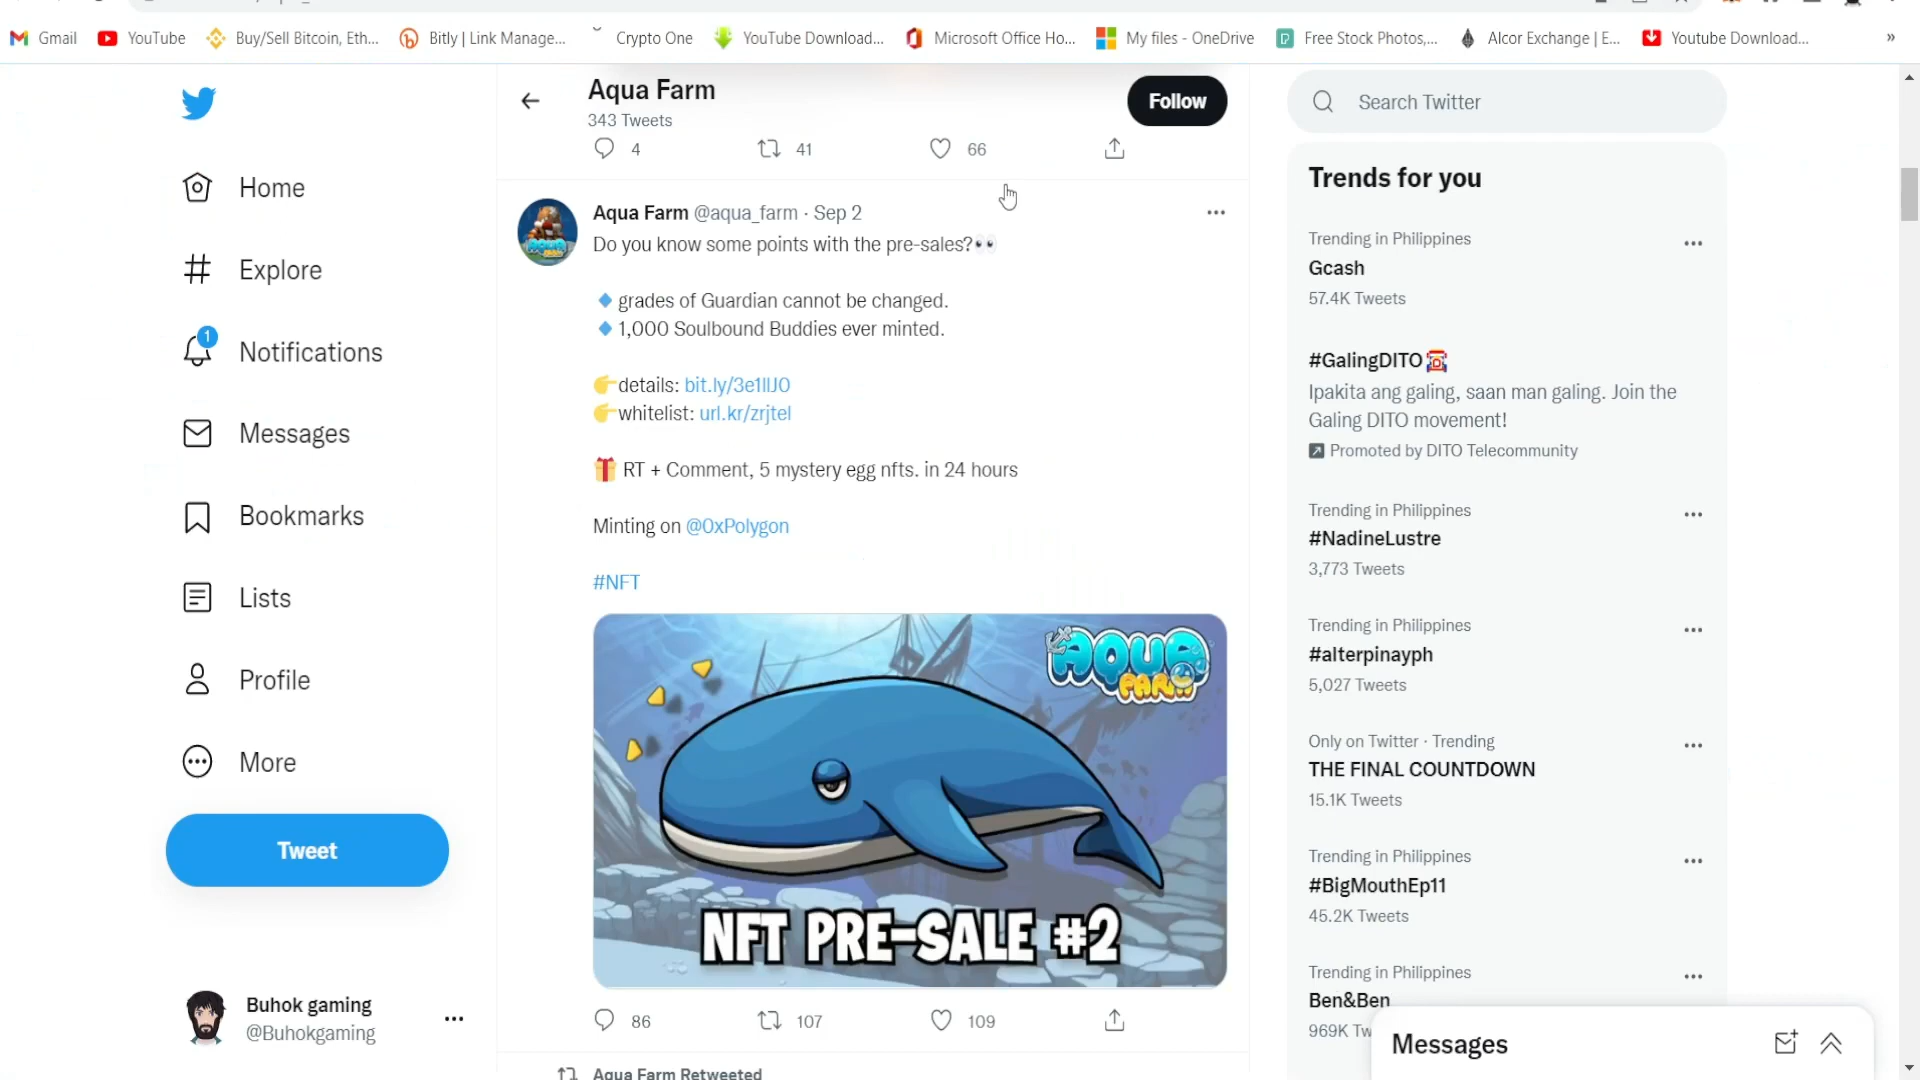 Gmail
YouTube
Buy/Sell Bitcoin, Eth...
Bitly | Link Manage...
Crypto One
YouTube Download...
Microsoft Office Ho...
My files - OneDrive
Free Stock Photos,...
Alcor Exchange | E...
Youtube Download...
»
Home
Explore
1
Notifications
Messages
Bookmarks
Lists
Profile
More
Tweet
Buhok gaming
@Buhokgaming
Aqua Farm
343 Tweets
Follow
4
41
66
Aqua Farm @aqua_farm · Sep 2
Do you know some points with the pre-sales?👀
🔹grades of Guardian cannot be changed.
🔹1,000 Soulbound Buddies ever minted.
👉details: bit.ly/3e1llJ0
👉whitelist: url.kr/zrjtel
🎁 RT + Comment, 5 mystery egg nfts. in 24 hours
Minting on @0xPolygon
#NFT
AQUA
FARM
NFT PRE-SALE #2
86
107
109
Aqua Farm Retweeted
Search Twitter
Trends for you
Trending in Philippines
Gcash
57.4K Tweets
#GalingDITO
Ipakita ang galing, saan man galing. Join the
Galing DITO movement!
Promoted by DITO Telecommunity
Trending in Philippines
#NadineLustre
3,773 Tweets
Trending in Philippines
#alterpinayph
5,027 Tweets
Only on Twitter · Trending
THE FINAL COUNTDOWN
15.1K Tweets
Trending in Philippines
#BigMouthEp11
45.2K Tweets
Trending in Philippines
Ben&Ben
969K Tw
Messages